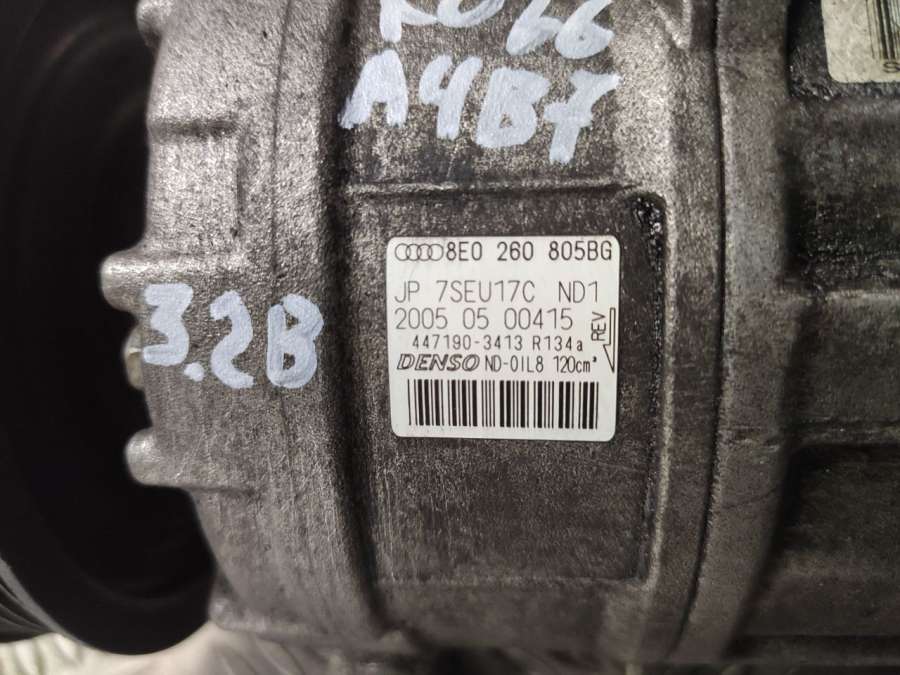 66
A4B7
3.2B
8E0 260 805BG
JP 7SEU17C ND1
2005 05 00415
REV
447190-3413 R134a
DENSO ND-OIL8 120cm³